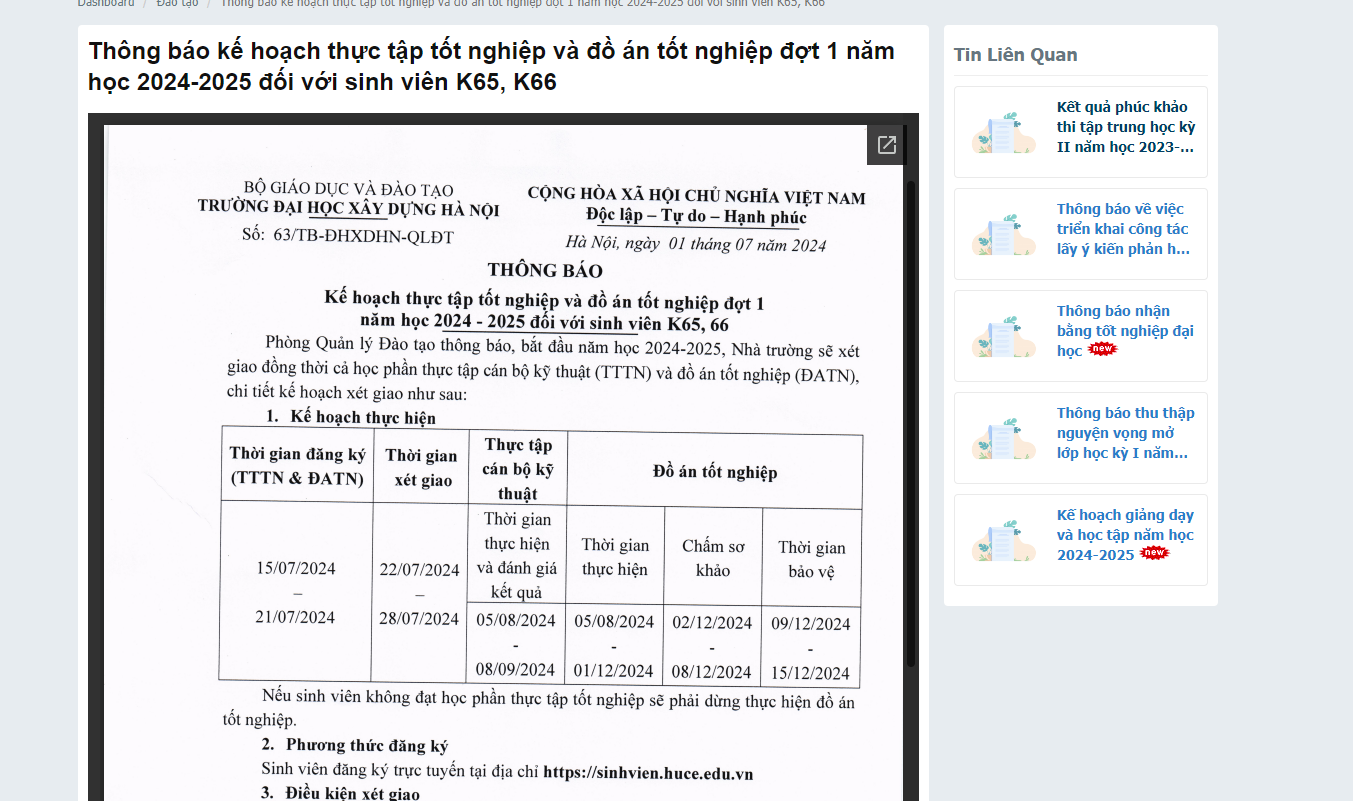 Dashboard / Đào tạo / Thông báo kế hoạch thực tập tốt nghiệp và đồ án tốt nghiệp đợt 1 năm học 2024-2025 đối với sinh viên K65, K66
Thông báo kế hoạch thực tập tốt nghiệp và đồ án tốt nghiệp đợt 1 năm
học 2024-2025 đối với sinh viên K65, K66
BỘ GIÁO DỤC VÀ ĐÀO TẠO
TRƯỜNG ĐẠI HỌC XÂY DỰNG HÀ NỘI
Số: 63/TB-ĐHXDHN-QLĐT
CỘNG HÒA XÃ HỘI CHỦ NGHĨA VIỆT NAM
Độc lập – Tự do – Hạnh phúc
Hà Nội, ngày 01 tháng 07 năm 2024
THÔNG BÁO
Kế hoạch thực tập tốt nghiệp và đồ án tốt nghiệp đợt 1
năm học 2024 - 2025 đối với sinh viên K65, 66
Phòng Quản lý Đào tạo thông báo, bắt đầu năm học 2024-2025, Nhà trường sẽ xét
giao đồng thời cả học phần thực tập cán bộ kỹ thuật (TTTN) và đồ án tốt nghiệp (ĐATN),
chi tiết kế hoạch xét giao như sau:
1. Kế hoạch thực hiện
Thời gian đăng ký
(TTTN & ĐATN)
Thời gian
xét giao
Thực tập
cán bộ kỹ
thuật
Đồ án tốt nghiệp
15/07/2024
–
21/07/2024
22/07/2024
–
28/07/2024
Thời gian
thực hiện
và đánh giá
kết quả
Thời gian
thực hiện
Chấm sơ
khảo
Thời gian
bảo vệ
05/08/2024
-
08/09/2024
05/08/2024
-
01/12/2024
02/12/2024
-
08/12/2024
09/12/2024
-
15/12/2024
Nếu sinh viên không đạt học phần thực tập tốt nghiệp sẽ phải dừng thực hiện đồ án
tốt nghiệp.
2. Phương thức đăng ký
Sinh viên đăng ký trực tuyến tại địa chỉ https://sinhvien.huce.edu.vn
3. Điều kiện xét giao
Tin Liên Quan
Kết quả phúc khảo
thi tập trung học kỳ
II năm học 2023-...
Thông báo về việc
triển khai công tác
lấy ý kiến phản h...
Thông báo nhận
bằng tốt nghiệp đại
học new
Thông báo thu thập
nguyện vọng mở
lớp học kỳ I năm...
Kế hoạch giảng dạy
và học tập năm học
2024-2025 new